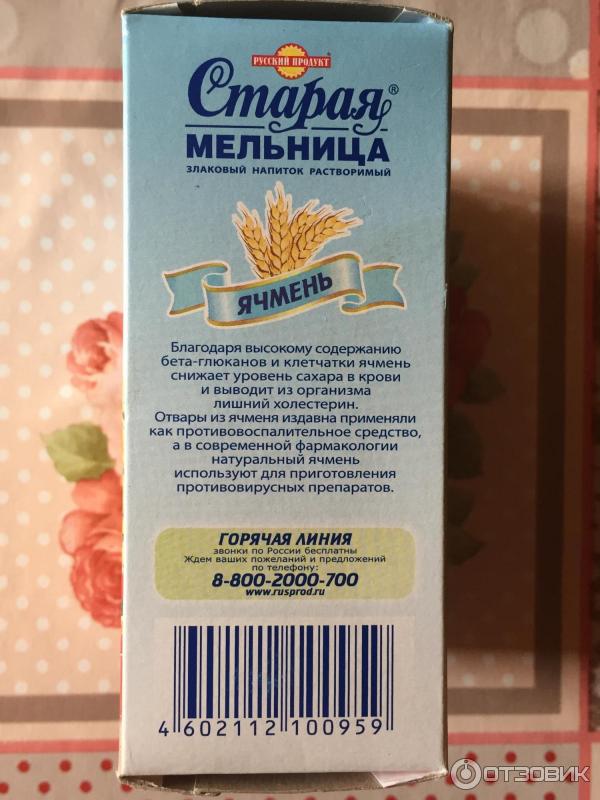 РУССКИЙ ПРОДУКТ
Старая®
МЕЛЬНИЦА
ЗЛАКОВЫЙ НАПИТОК РАСТВОРИМЫЙ
ЯЧМЕНЬ
Благодаря высокому содержанию
бета-глюканов и клетчатки ячмень
снижает уровень сахара в крови
и выводит из организма
лишний холестерин.
Отвары из ячменя издавна применяли
как противовоспалительное средство,
а в современной фармакологии
натуральный ячмень
используют для приготовления
противовирусных препаратов.
ГОРЯЧАЯ ЛИНИЯ
звонки по России бесплатны
Ждем ваших пожеланий и предложений
по телефону:
8-800-2000-700
www.rusprod.ru
4 602112 100959
ОТЗОВИК